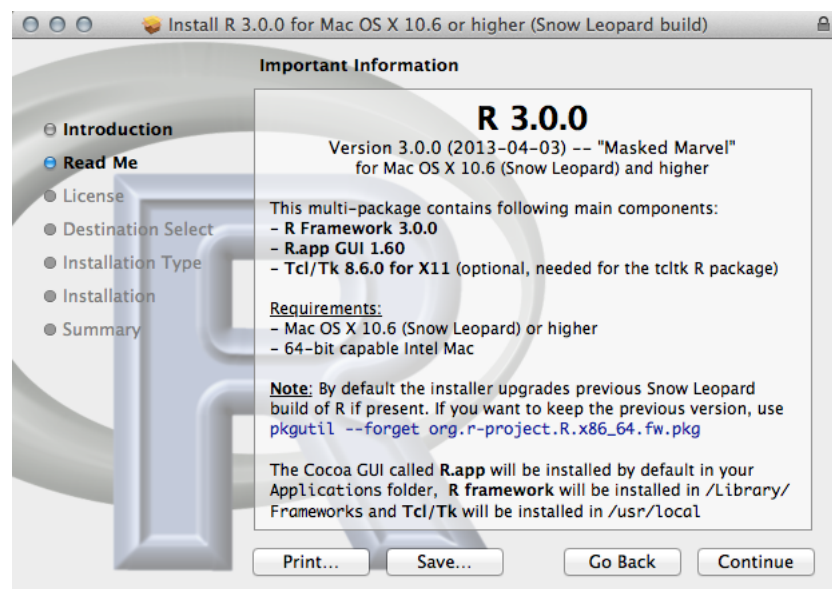 Install R 3.0.0 for Mac OS X 10.6 or higher (Snow Leopard build)
Important Information
Introduction
Read Me
License
Destination Select
Installation Type
Installation
Summary
R 3.0.0
Version 3.0.0 (2013-04-03) -- "Masked Marvel"
for Mac OS X 10.6 (Snow Leopard) and higher
This multi-package contains following main components:
- R Framework 3.0.0
- R.app GUI 1.60
- Tcl/Tk 8.6.0 for X11 (optional, needed for the tcltk R package)
Requirements:
- Mac OS X 10.6 (Snow Leopard) or higher
- 64-bit capable Intel Mac
Note: By default the installer upgrades previous Snow Leopard
build of R if present. If you want to keep the previous version, use
pkgutil --forget org.r-project.R.x86_64.fw.pkg
The Cocoa GUI called R.app will be installed by default in your
Applications folder, R framework will be installed in /Library/
Frameworks and Tcl/Tk will be installed in /usr/local
Print...
Save...
Go Back
Continue